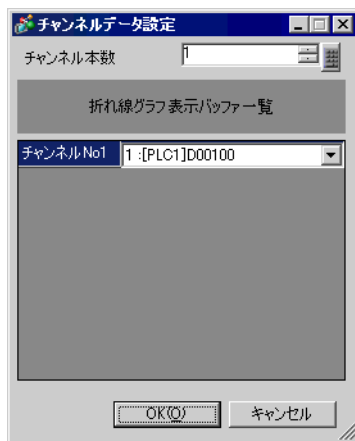 チャンネルデータ設定
チャンネル本数 1
折れ線グラフ表示バッファ一覧
チャンネルNo1 1 :[PLC1]D00100
OK(O) キャンセル